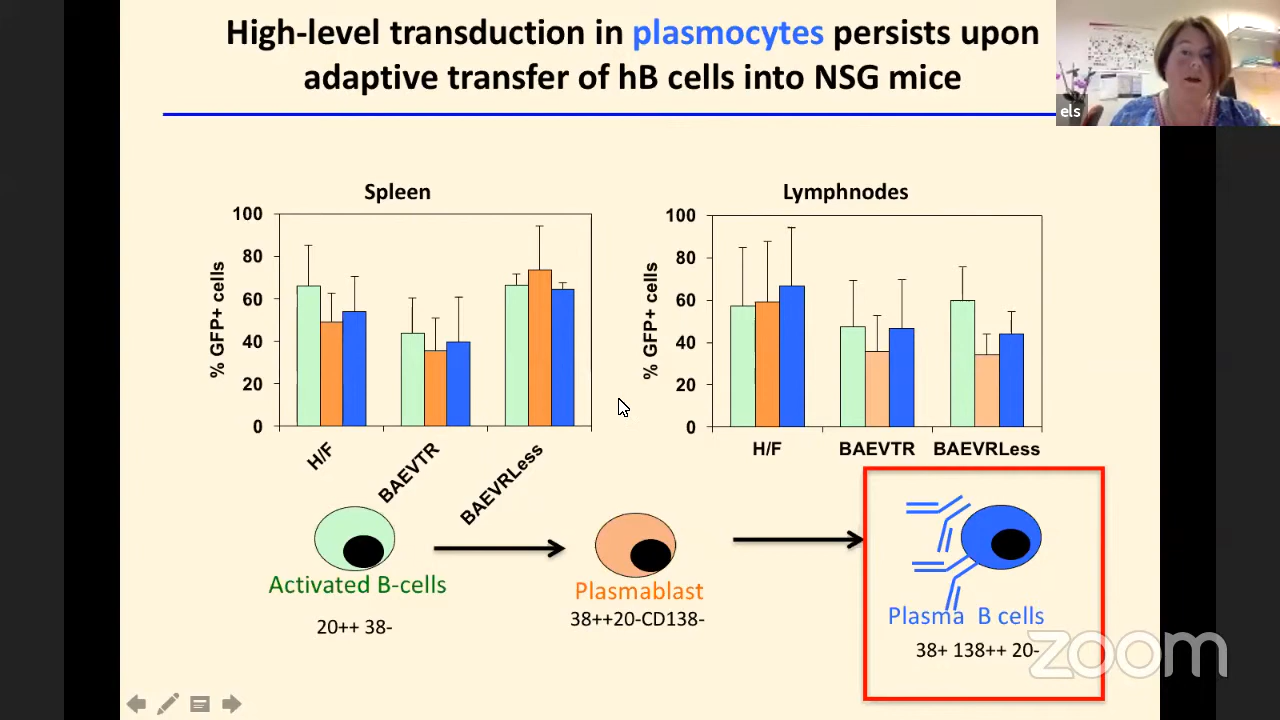 High-level transduction in plasmocytes persists upon
adaptive transfer of hB cells into NSG mice
els
Spleen
100
80
60
40
20
0
% GFP+ cells
H/F
BAEVTR
BAEVRLess
Lymphnodes
100
80
60
40
20
0
% GFP+ cells
H/F
BAEVTR
BAEVRLess
Activated B-cells
20++ 38-
Plasmablast
38++20-CD138-
Plasma B cells
38+ 138++ 20-
zoom